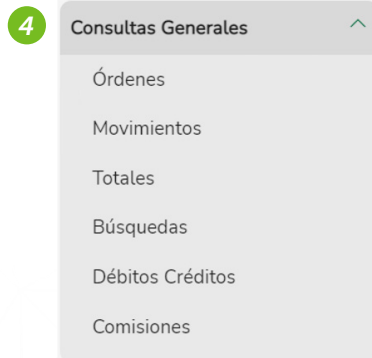 4 Consultas Generales
Órdenes
Movimientos
Totales
Búsquedas
Débitos Créditos
Comisiones